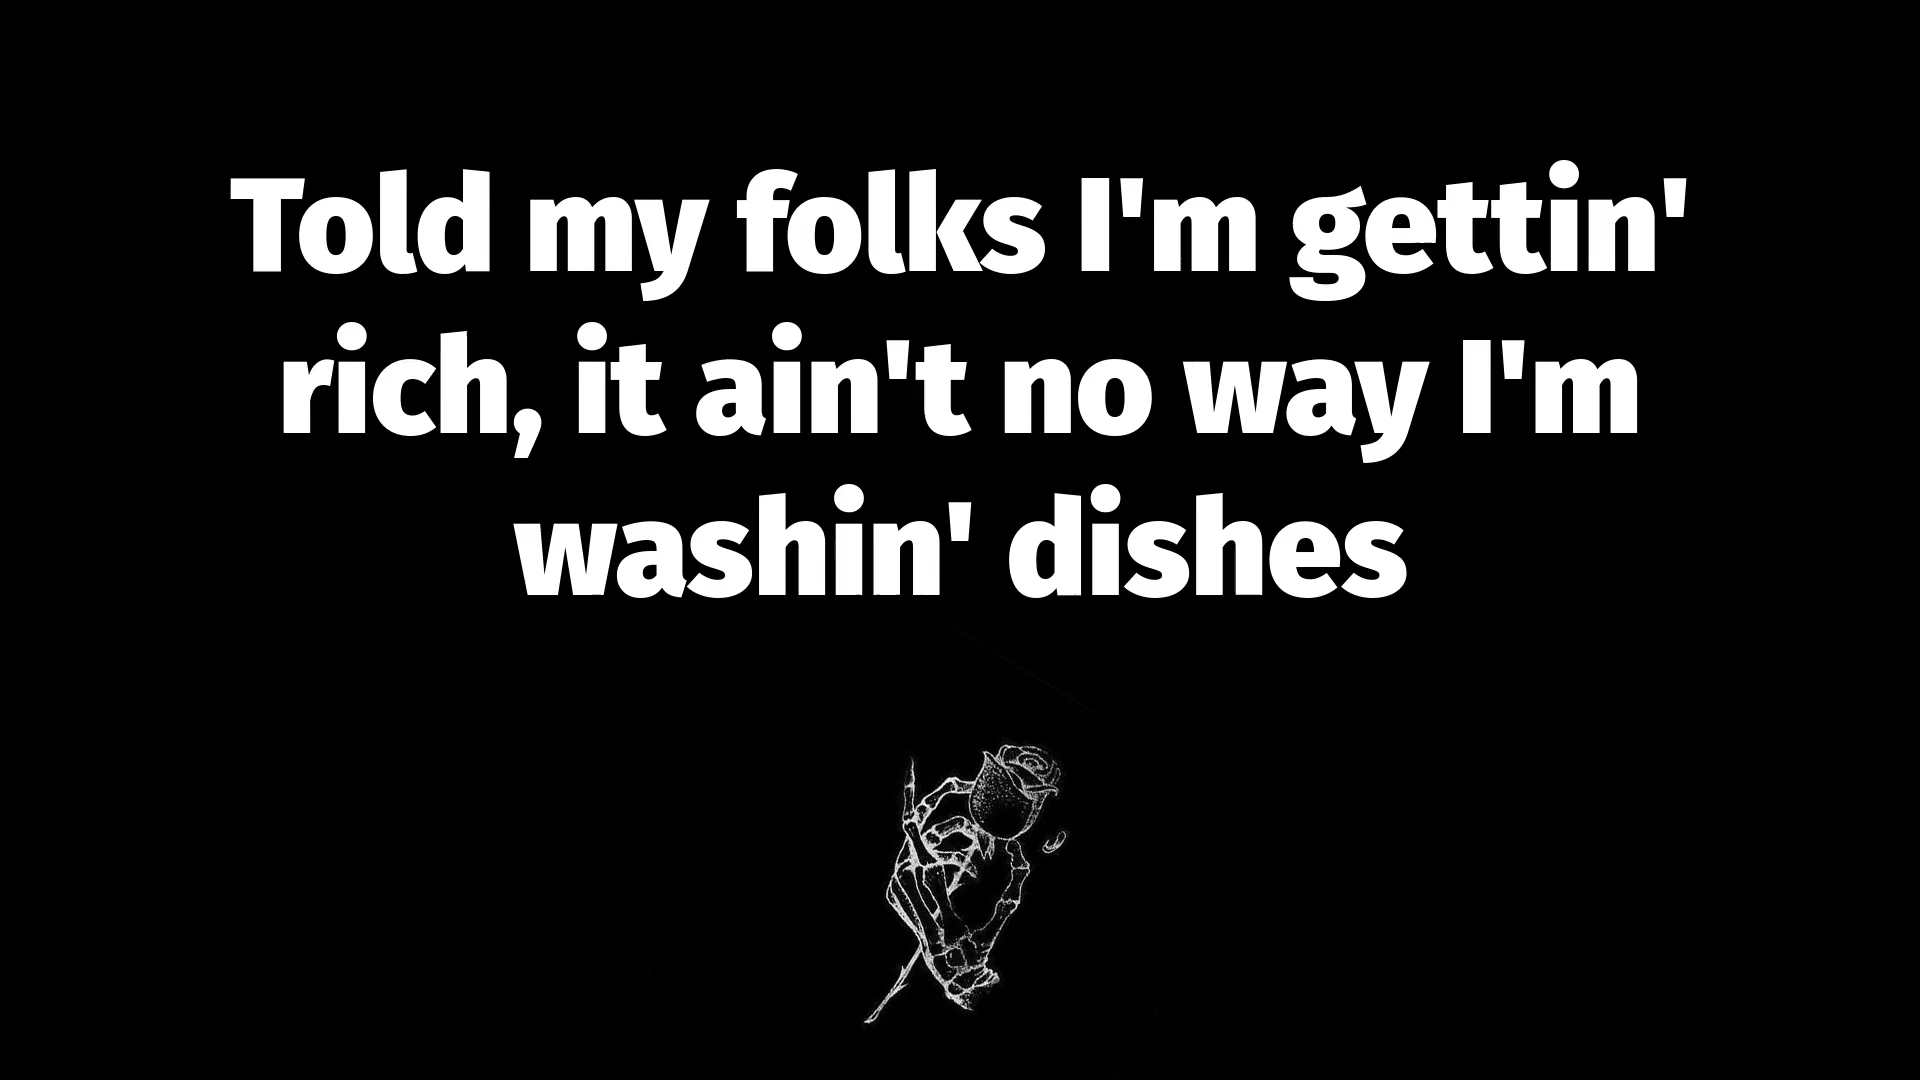 Told my folks I'm gettin'
rich, it ain't no way I'm
washin' dishes